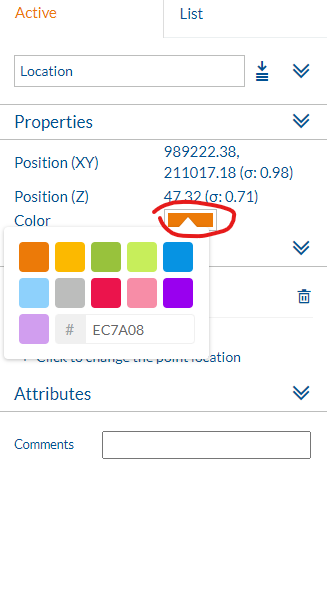 Active
List
Location
Properties
Position (XY)
989222.38,
211017.18 (σ: 0.98)
Position (Z)
47.32 (σ: 0.71)
Color
# EC7A08
Click to change the point location
Attributes
Comments